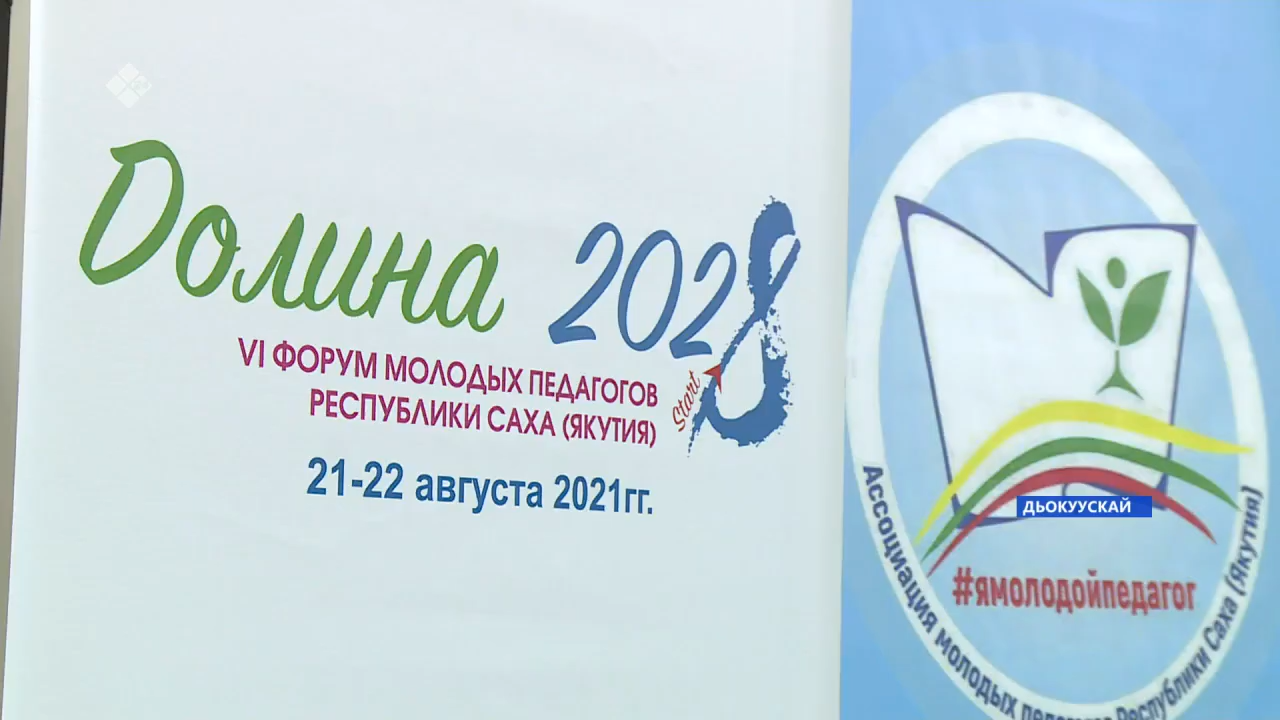 Долина 2028
Start
VI ФОРУМ МОЛОДЫХ ПЕДАГОГОВ
РЕСПУБЛИКИ САХА (ЯКУТИЯ)
21-22 августа 2021гг.
ДЬОКУУСКАЙ
#ямолодойпедагог
Ассоциация молодых педагогов Республики Саха (Якутия)